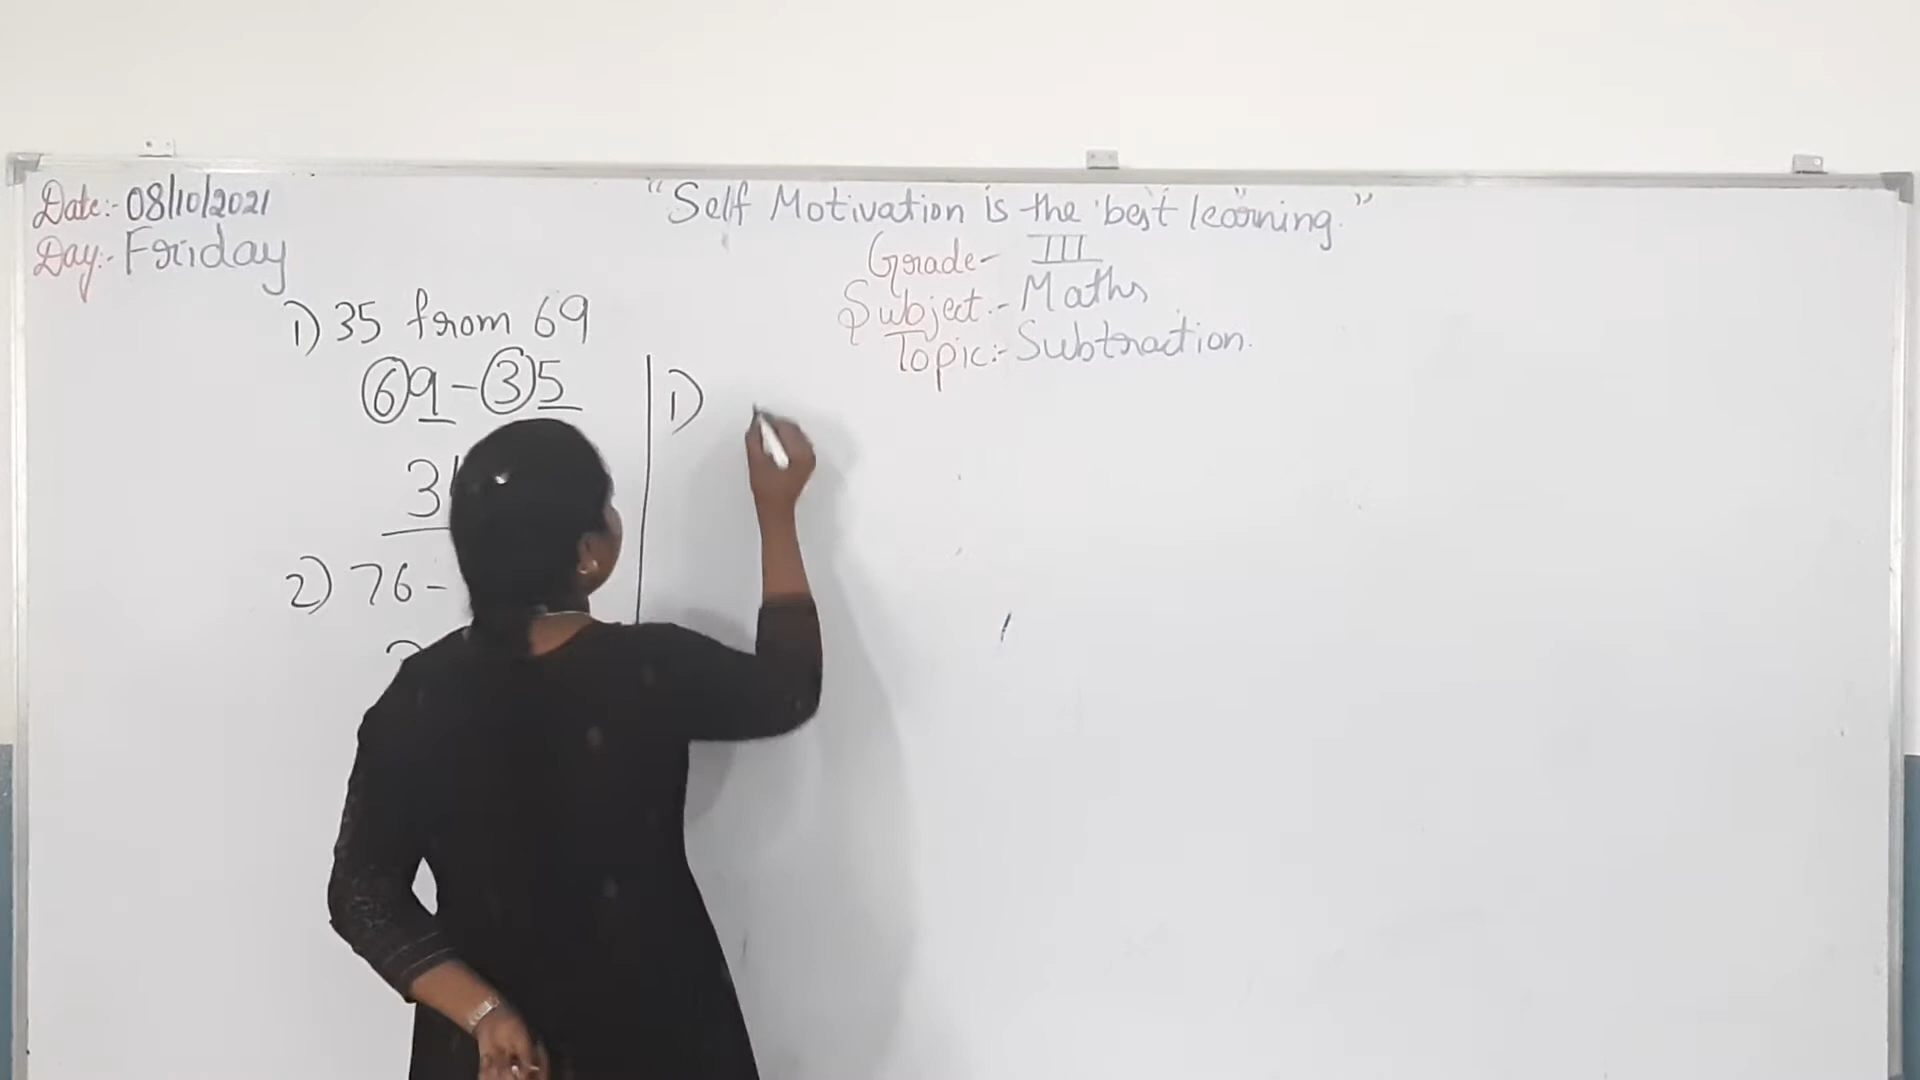 Date:- 08/10/2021
Day:- Friday
"Self Motivation is the best learning."
Grade- III
Subject:- Maths
Topic:- Subtraction.
1) 35 from 69
69-35
3
2) 76-
1)